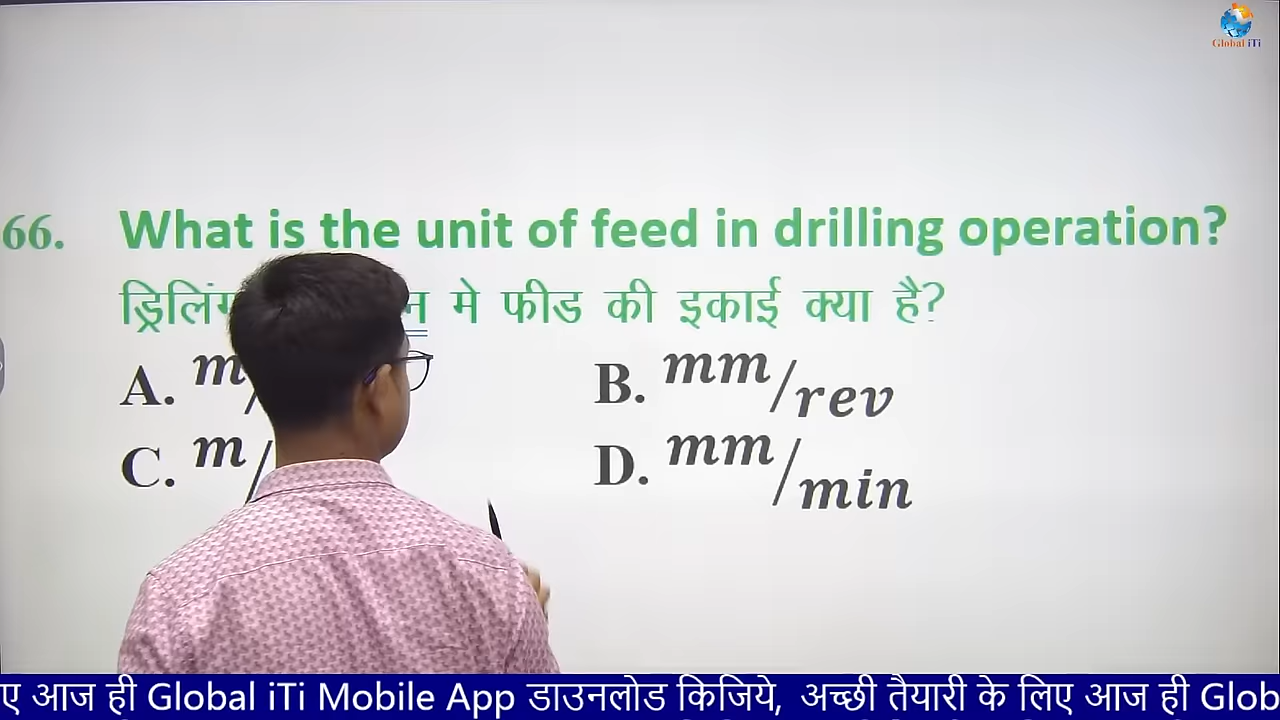 Global iTi
66. What is the unit of feed in drilling operation?
मे फीड की इकाई क्या है?
A. m/
B. mm/rev
C. m/
D. mm/min
ए आज ही Global iTi Mobile App डाउनलोड किजिये, अच्छी तैयारी के लिए आज ही Glob